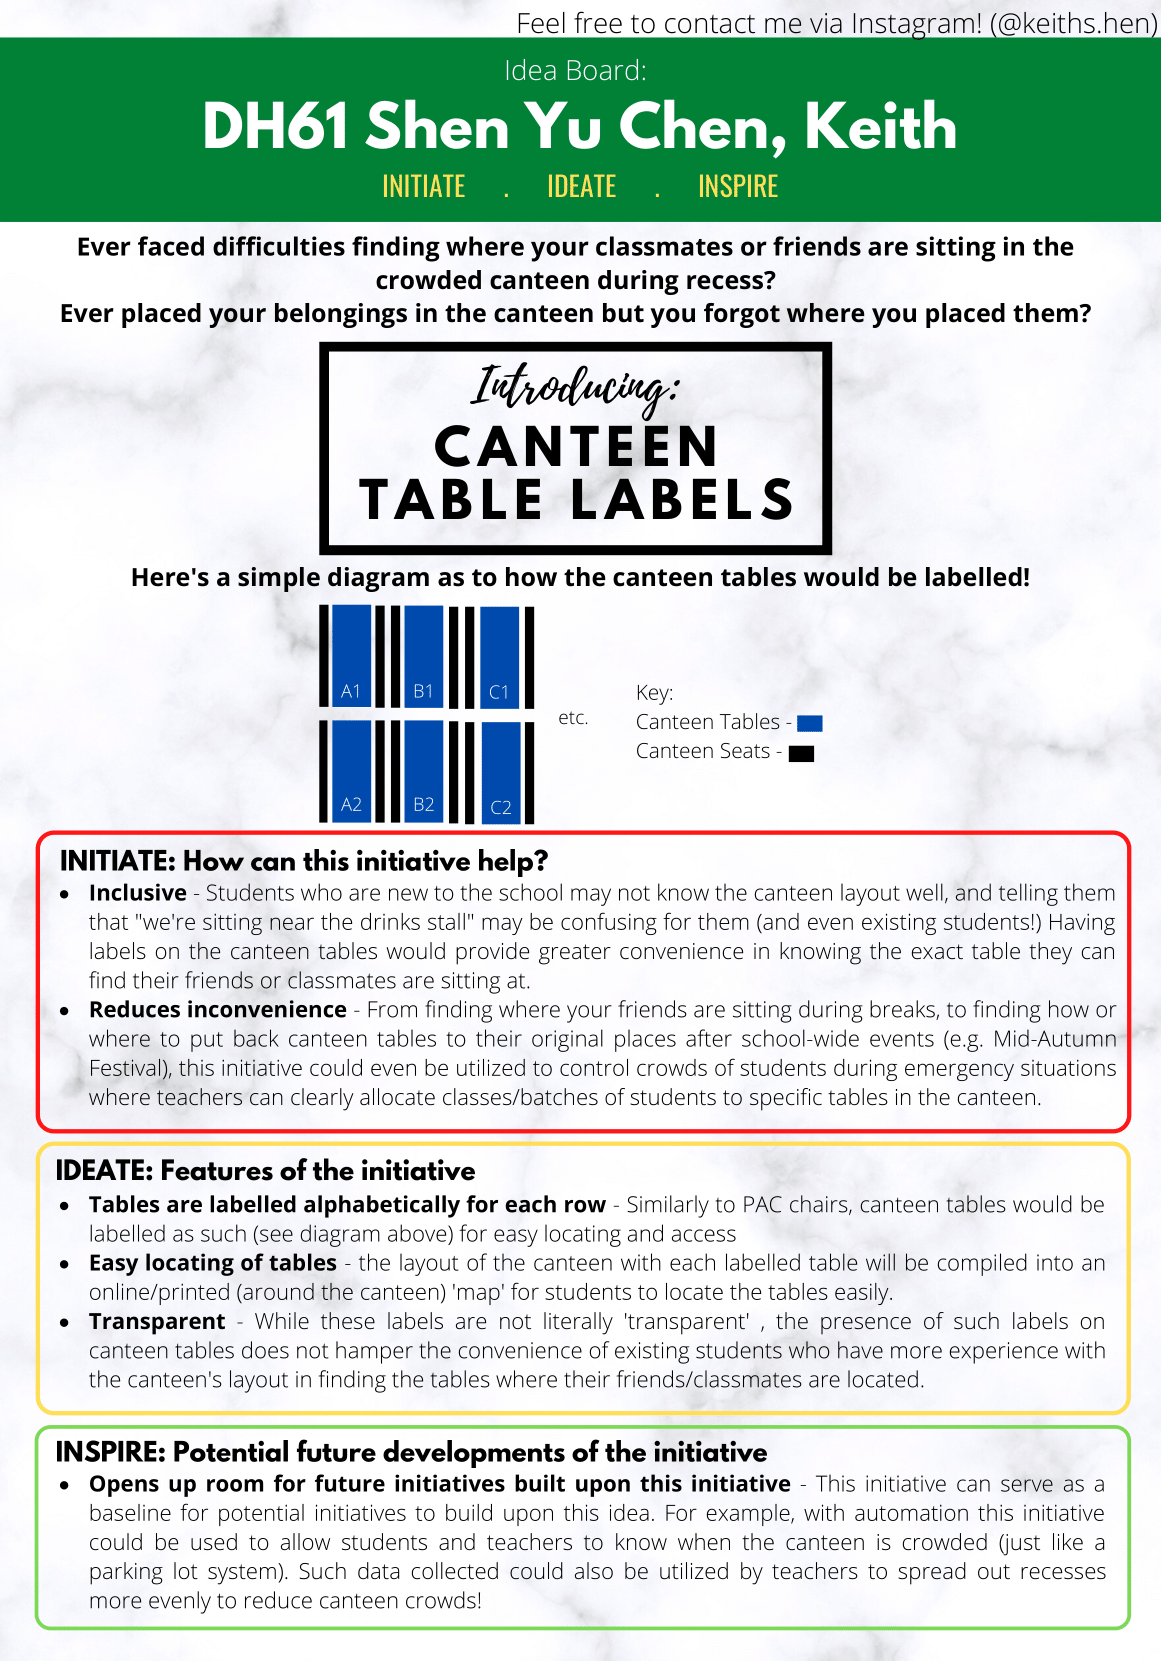 Feel free to contact me via Instagram! (@keiths.hen)
Idea Board:
DH61 Shen Yu Chen, Keith
INITIATE . IDEATE . INSPIRE
Ever faced difficulties finding where your classmates or friends are sitting in the
crowded canteen during recess?
Ever placed your belongings in the canteen but you forgot where you placed them?
Introducing:
CANTEEN
TABLE LABELS
Here's a simple diagram as to how the canteen tables would be labelled!
A1 B1 C1
A2 B2 C2
etc.
Key:
Canteen Tables -
Canteen Seats -
INITIATE: How can this initiative help?
• Inclusive - Students who are new to the school may not know the canteen layout well, and telling them
that "we're sitting near the drinks stall" may be confusing for them (and even existing students!) Having
labels on the canteen tables would provide greater convenience in knowing the exact table they can
find their friends or classmates are sitting at.
• Reduces inconvenience - From finding where your friends are sitting during breaks, to finding how or
where to put back canteen tables to their original places after school-wide events (e.g. Mid-Autumn
Festival), this initiative could even be utilized to control crowds of students during emergency situations
where teachers can clearly allocate classes/batches of students to specific tables in the canteen.
IDEATE: Features of the initiative
• Tables are labelled alphabetically for each row - Similarly to PAC chairs, canteen tables would be
labelled as such (see diagram above) for easy locating and access
• Easy locating of tables - the layout of the canteen with each labelled table will be compiled into an
online/printed (around the canteen) 'map' for students to locate the tables easily.
• Transparent - While these labels are not literally 'transparent' , the presence of such labels on
canteen tables does not hamper the convenience of existing students who have more experience with
the canteen's layout in finding the tables where their friends/classmates are located.
INSPIRE: Potential future developments of the initiative
• Opens up room for future initiatives built upon this initiative - This initiative can serve as a
baseline for potential initiatives to build upon this idea. For example, with automation this initiative
could be used to allow students and teachers to know when the canteen is crowded (just like a
parking lot system). Such data collected could also be utilized by teachers to spread out recesses
more evenly to reduce canteen crowds!